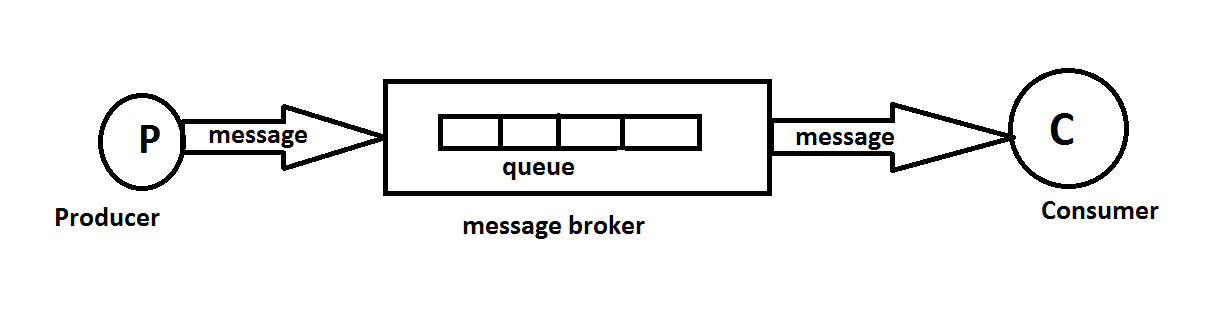 P
message
queue
message
C
Producer
message broker
Consumer